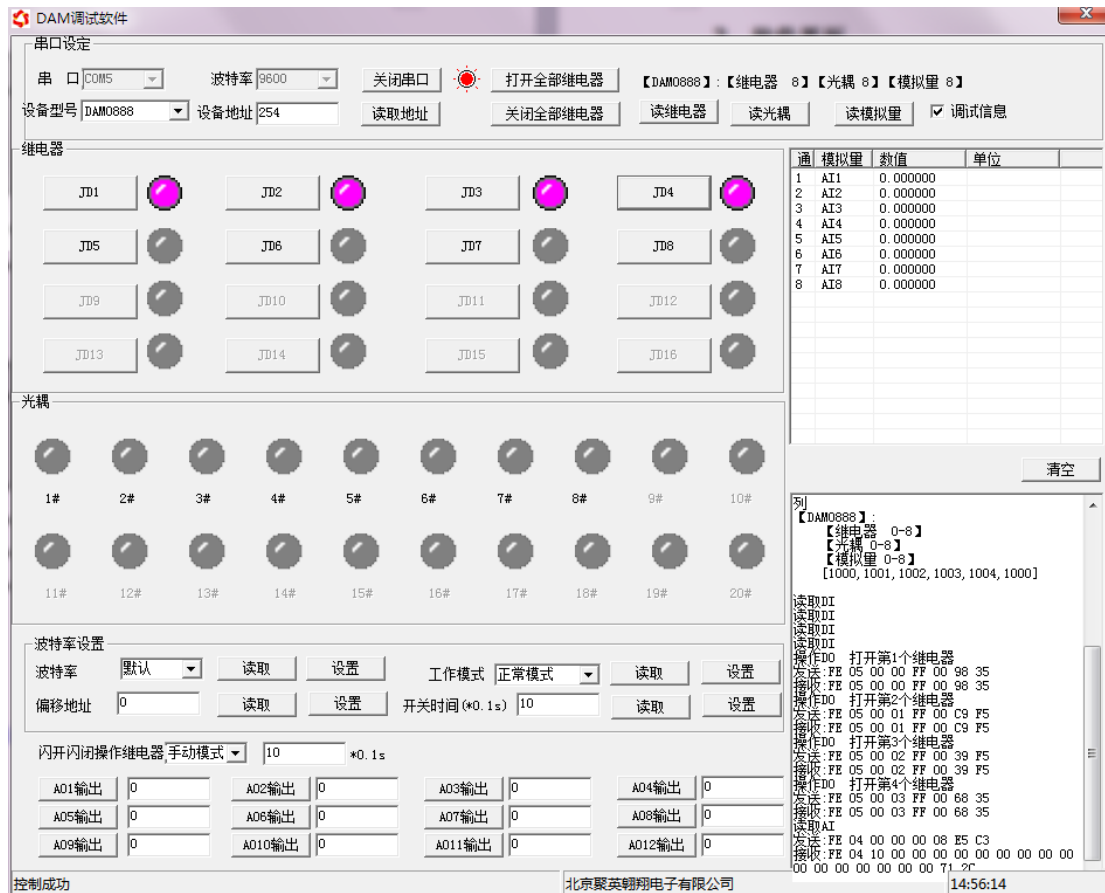 DAM调试软件
串口设定
串 口 COM5 波特率 9600 关闭串口 打开全部继电器 【DAM0888】:【继电器 8】【光耦 8】【模拟量 8】
设备型号 DAM0888 设备地址 254 读取地址 关闭全部继电器 读继电器 读光耦 读模拟量 调试信息
继电器
JD1 JD2 JD3 JD4
JD5 JD6 JD7 JD8
JD9 JD10 JD11 JD12
JD13 JD14 JD15 JD16
通 模拟量 数值 单位
1 AI1 0.000000
2 AI2 0.000000
3 AI3 0.000000
4 AI4 0.000000
5 AI5 0.000000
6 AI6 0.000000
7 AI7 0.000000
8 AI8 0.000000
光耦
1# 2# 3# 4# 5# 6# 7# 8# 9# 10#
11# 12# 13# 14# 15# 16# 17# 18# 19# 20#
清空
列
【DAM0888】:
【继电器 0-8】
【光耦 0-8】
【模拟量 0-8】
[1000,1001,1002,1003,1004,1000]
读取DI
读取DI
读取DI
读取DI
操作DO 打开第1个继电器
发送:FE 05 00 00 FF 00 98 35
接收:FE 05 00 00 FF 00 98 35
操作DO 打开第2个继电器
发送:FE 05 00 01 FF 00 C9 F5
接收:FE 05 00 01 FF 00 C9 F5
操作DO 打开第3个继电器
发送:FE 05 00 02 FF 00 39 F5
接收:FE 05 00 02 FF 00 39 F5
操作DO 打开第4个继电器
发送:FE 05 00 03 FF 00 68 35
接收:FE 05 00 03 FF 00 68 35
读取AI
发送:FE 04 00 00 00 08 E5 C3
接收:FE 04 10 00 00 00 00 00 00 00 00 00
00 00 00 00 00 00 00 71 2C
波特率设置
波特率 默认 读取 设置 工作模式 正常模式 读取 设置
偏移地址 0 读取 设置 开关时间(*0.1s) 10 读取 设置
闪开闪闭操作继电器 手动模式 10 *0.1s
AO1输出 0 AO2输出 0 AO3输出 0 AO4输出 0
AO5输出 0 AO6输出 0 AO7输出 0 AO8输出 0
AO9输出 0 AO10输出 0 AO11输出 0 AO12输出 0
控制成功 北京聚英翱翔电子有限公司 14:56:14